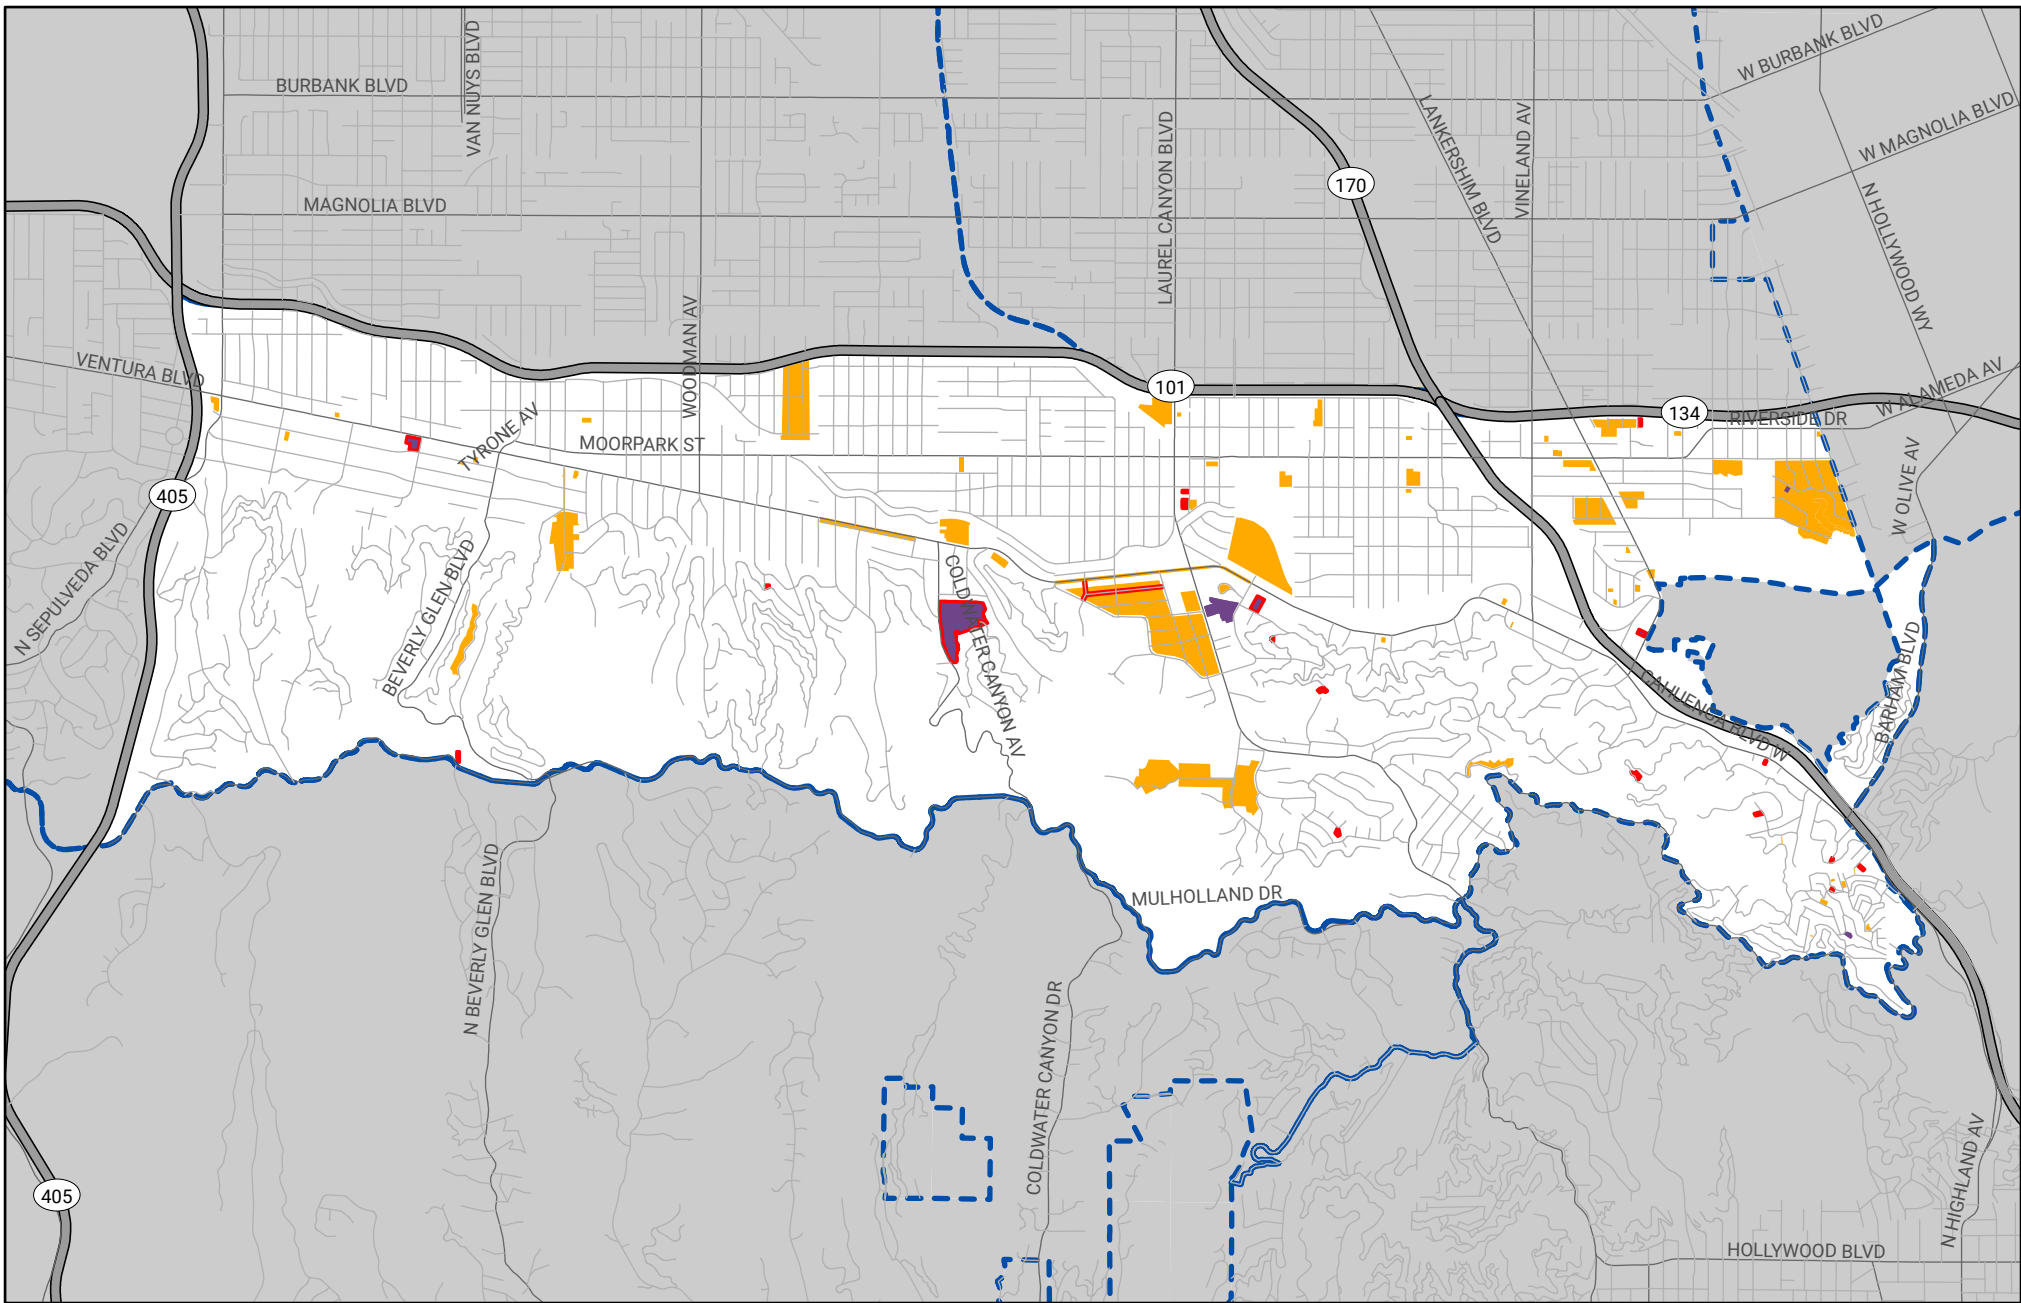 BURBANK BLVD
VAN NUYS BLVD
W BURBANK BLVD
W MAGNOLIA BLVD
LANKERSHIM BLVD
VINELAND AV
LAUREL CANYON BLVD
170
MAGNOLIA BLVD
N HOLLYWOOD WY
WOODMAN AV
VENTURA BLVD
101
134
W ALAMEDA AV
RIVERSIDE DR
TYRONE AV
MOORPARK ST
405
W OLIVE AV
N SEPULVEDA BLVD
BEVERLY GLEN BLVD
COLDWATER CANYON AV
BARHAM BLVD
CAHUENGA BLVD W
MULHOLLAND DR
N BEVERLY GLEN BLVD
COLDWATER CANYON DR
405
N HIGHLAND AV
HOLLYWOOD BLVD